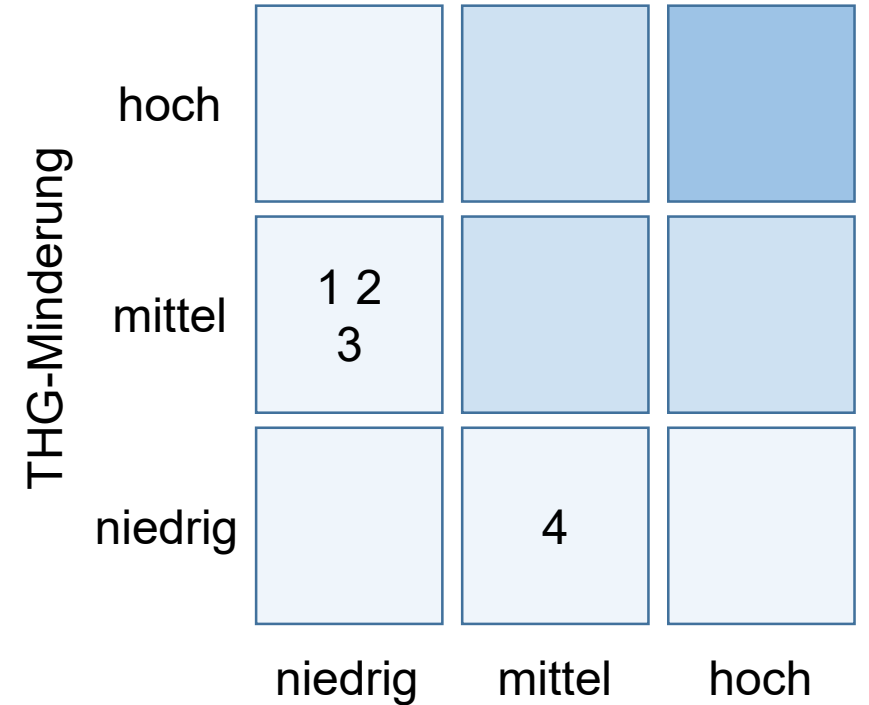 THG-Minderung
hoch
mittel
niedrig
1 2
3
4
niedrig mittel hoch